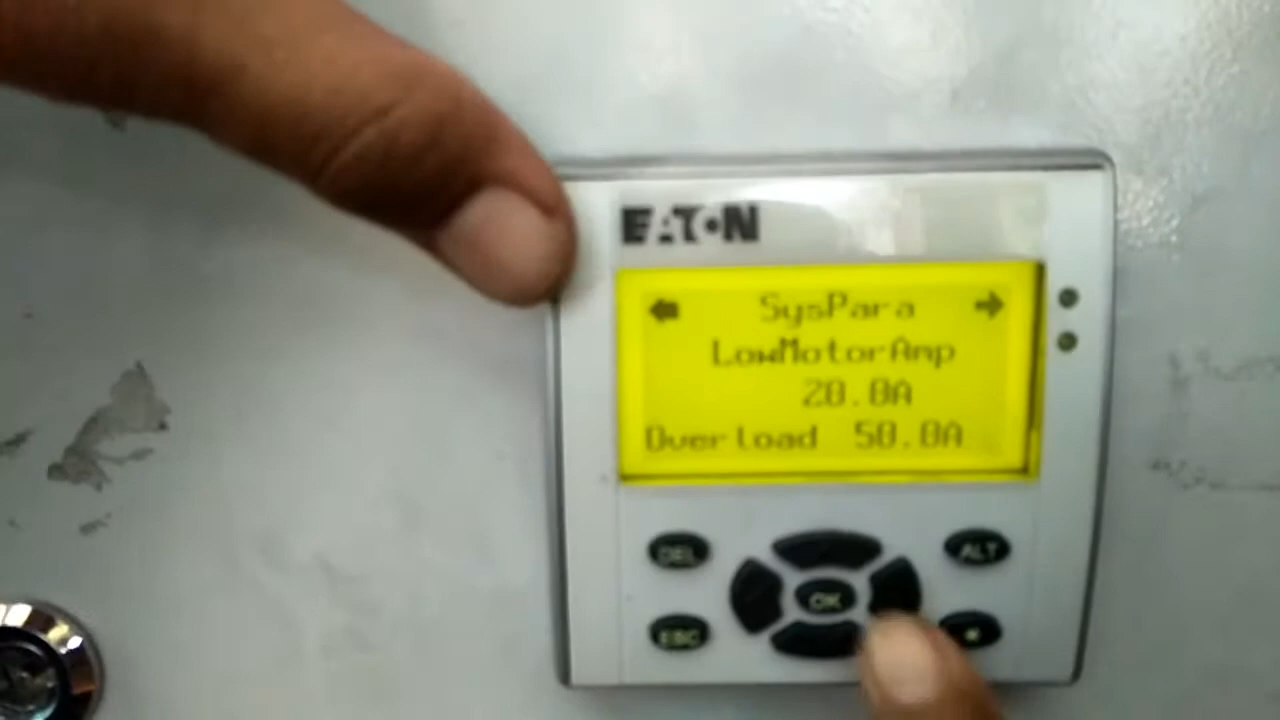 EATON
← SysPara →
LowMotorAmp
20.0A
Overload 50.0A
DEL
ALT
OK
ESC
*